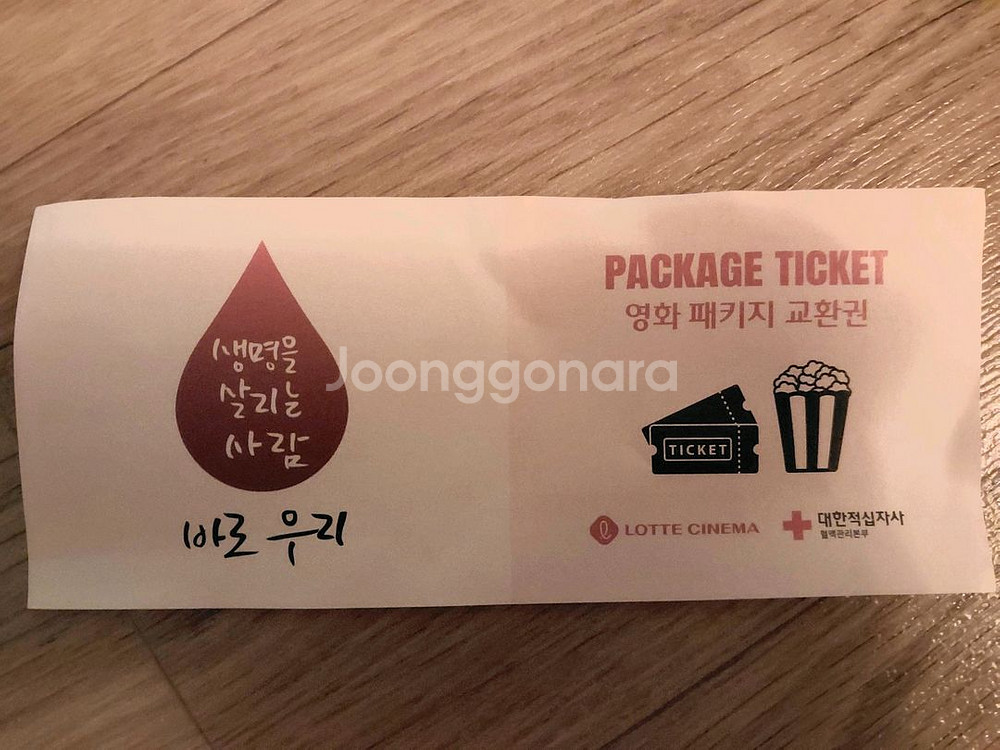 생명을
살리는
사람
바로 우리
Joonggonara
PACKAGE TICKET
영화 패키지 교환권
TICKET
LOTTE CINEMA
대한적십자사
혈액관리본부